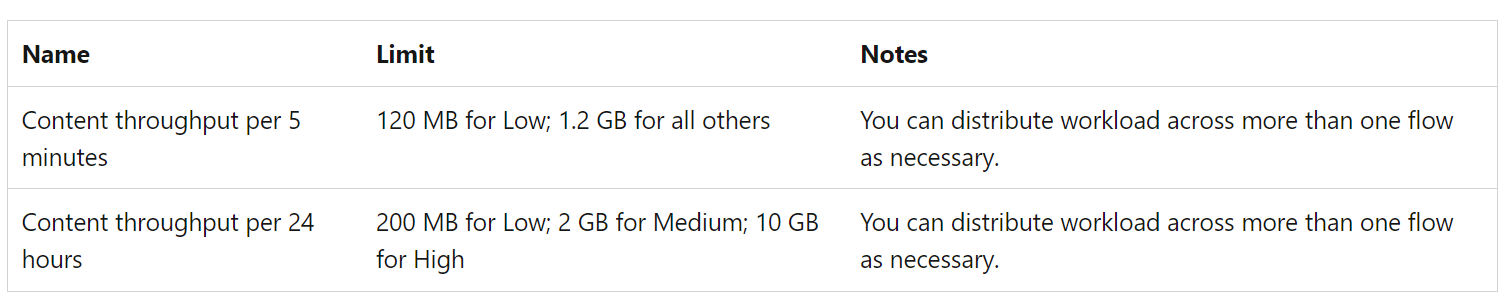 Name Limit Notes
Content throughput per 5 minutes 120 MB for Low; 1.2 GB for all others You can distribute workload across more than one flow as necessary.
Content throughput per 24 hours 200 MB for Low; 2 GB for Medium; 10 GB for High You can distribute workload across more than one flow as necessary.